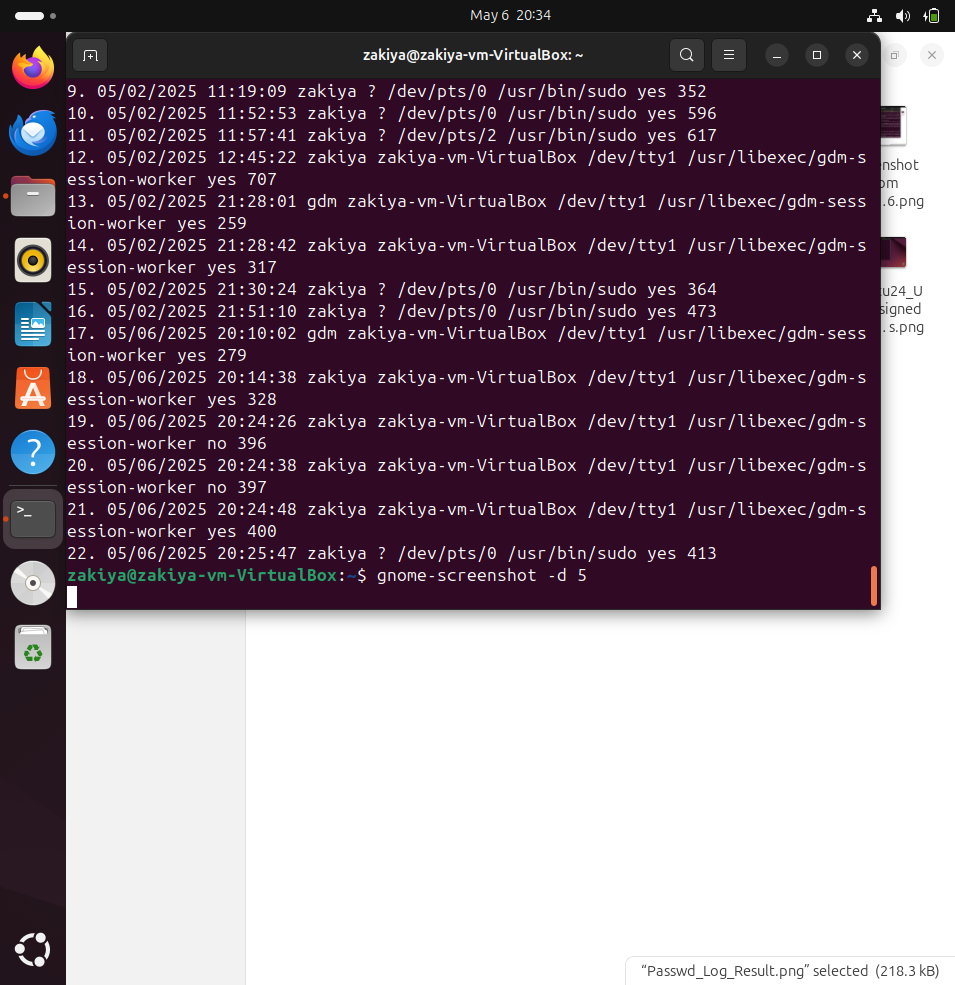 May 6 20:34
zakiya@zakiya-vm-VirtualBox: ~
9. 05/02/2025 11:19:09 zakiya ? /dev/pts/0 /usr/bin/sudo yes 352
10. 05/02/2025 11:52:53 zakiya ? /dev/pts/0 /usr/bin/sudo yes 596
11. 05/02/2025 11:57:41 zakiya ? /dev/pts/2 /usr/bin/sudo yes 617
12. 05/02/2025 12:45:22 zakiya zakiya-vm-VirtualBox /dev/tty1 /usr/libexec/gdm-s
ession-worker yes 707
13. 05/02/2025 21:28:01 gdm zakiya-vm-VirtualBox /dev/tty1 /usr/libexec/gdm-sess
ion-worker yes 259
14. 05/02/2025 21:28:42 zakiya zakiya-vm-VirtualBox /dev/tty1 /usr/libexec/gdm-s
ession-worker yes 317
15. 05/02/2025 21:30:24 zakiya ? /dev/pts/0 /usr/bin/sudo yes 364
16. 05/02/2025 21:51:10 zakiya ? /dev/pts/0 /usr/bin/sudo yes 473
17. 05/06/2025 20:10:02 gdm zakiya-vm-VirtualBox /dev/tty1 /usr/libexec/gdm-sess
ion-worker yes 279
18. 05/06/2025 20:14:38 zakiya zakiya-vm-VirtualBox /dev/tty1 /usr/libexec/gdm-s
ession-worker yes 328
19. 05/06/2025 20:24:26 zakiya zakiya-vm-VirtualBox /dev/tty1 /usr/libexec/gdm-s
ession-worker no 396
20. 05/06/2025 20:24:38 zakiya zakiya-vm-VirtualBox /dev/tty1 /usr/libexec/gdm-s
ession-worker no 397
21. 05/06/2025 20:24:48 zakiya zakiya-vm-VirtualBox /dev/tty1 /usr/libexec/gdm-s
ession-worker yes 400
22. 05/06/2025 20:25:47 zakiya ? /dev/pts/0 /usr/bin/sudo yes 413
zakiya@zakiya-vm-VirtualBox:~$ gnome-screenshot -d 5
enshot
om
.6.png
tu24_U
signed
.s.png
“Passwd_Log_Result.png” selected (218.3 kB)